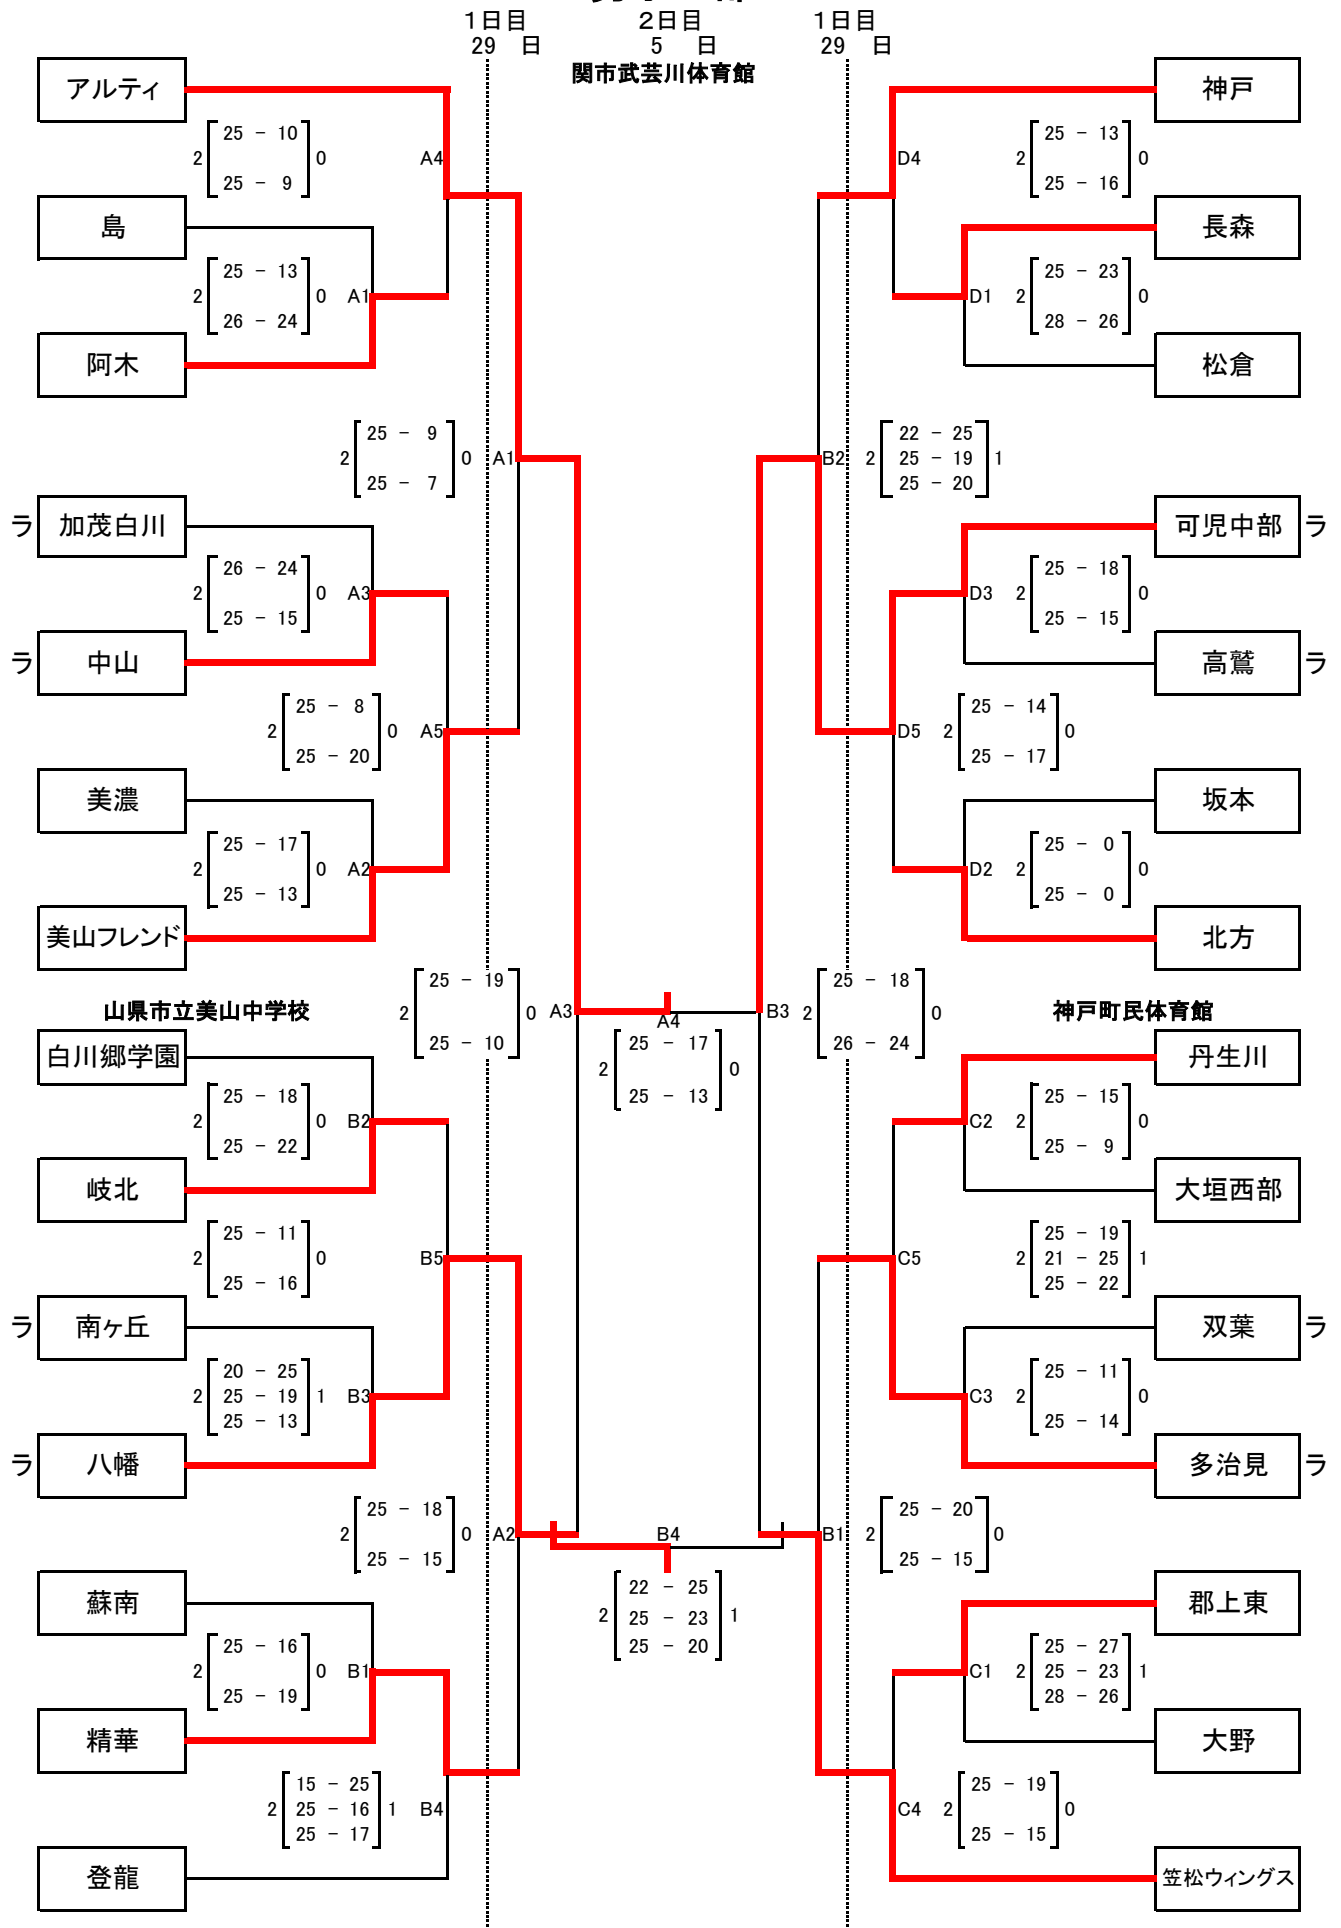 1日目 2日目 1日目
29 日 5 日 29 日
関市武芸川体育館
アルティ
2 25 - 10 0
25 - 9
A4
島
2 25 - 13 0 A1
26 - 24
阿木
2 25 - 9 0 A1
25 - 7
ラ 加茂白川
2 26 - 24 0 A3
25 - 15
ラ 中山
2 25 - 8 0 A5
25 - 20
美濃
2 25 - 17 0 A2
25 - 13
美山フレンド
2 25 - 19 0 A3
25 - 10
山県市立美山中学校
白川郷学園
2 25 - 18 0 B2
25 - 22
岐北
2 25 - 11 0 B5
25 - 16
ラ 南ヶ丘
2 20 - 25 1 B3
25 - 19
25 - 13
ラ 八幡
2 25 - 18 0 A2
25 - 15
蘇南
2 25 - 16 0 B1
25 - 19
精華
2 15 - 25 1 B4
25 - 16
25 - 17
登龍
A4
2 25 - 17 0
25 - 13
B4
2 22 - 25 1
25 - 23
25 - 20
神戸
D4 2 25 - 13 0
25 - 16
長森
D1 2 25 - 23 0
28 - 26
松倉
B2 2 22 - 25 1
25 - 19
25 - 20
可児中部 ラ
D3 2 25 - 18 0
25 - 15
高鷲 ラ
D5 2 25 - 14 0
25 - 17
坂本
D2 2 25 - 0 0
25 - 0
北方
B3 2 25 - 18 0
26 - 24
神戸町民体育館
丹生川
C2 2 25 - 15 0
25 - 9
大垣西部
C5 2 25 - 19 1
21 - 25
25 - 22
双葉 ラ
C3 2 25 - 11 0
25 - 14
多治見 ラ
B1 2 25 - 20 0
25 - 15
郡上東
C1 2 25 - 27 1
25 - 23
28 - 26
大野
C4 2 25 - 19 0
25 - 15
笠松ウィングス